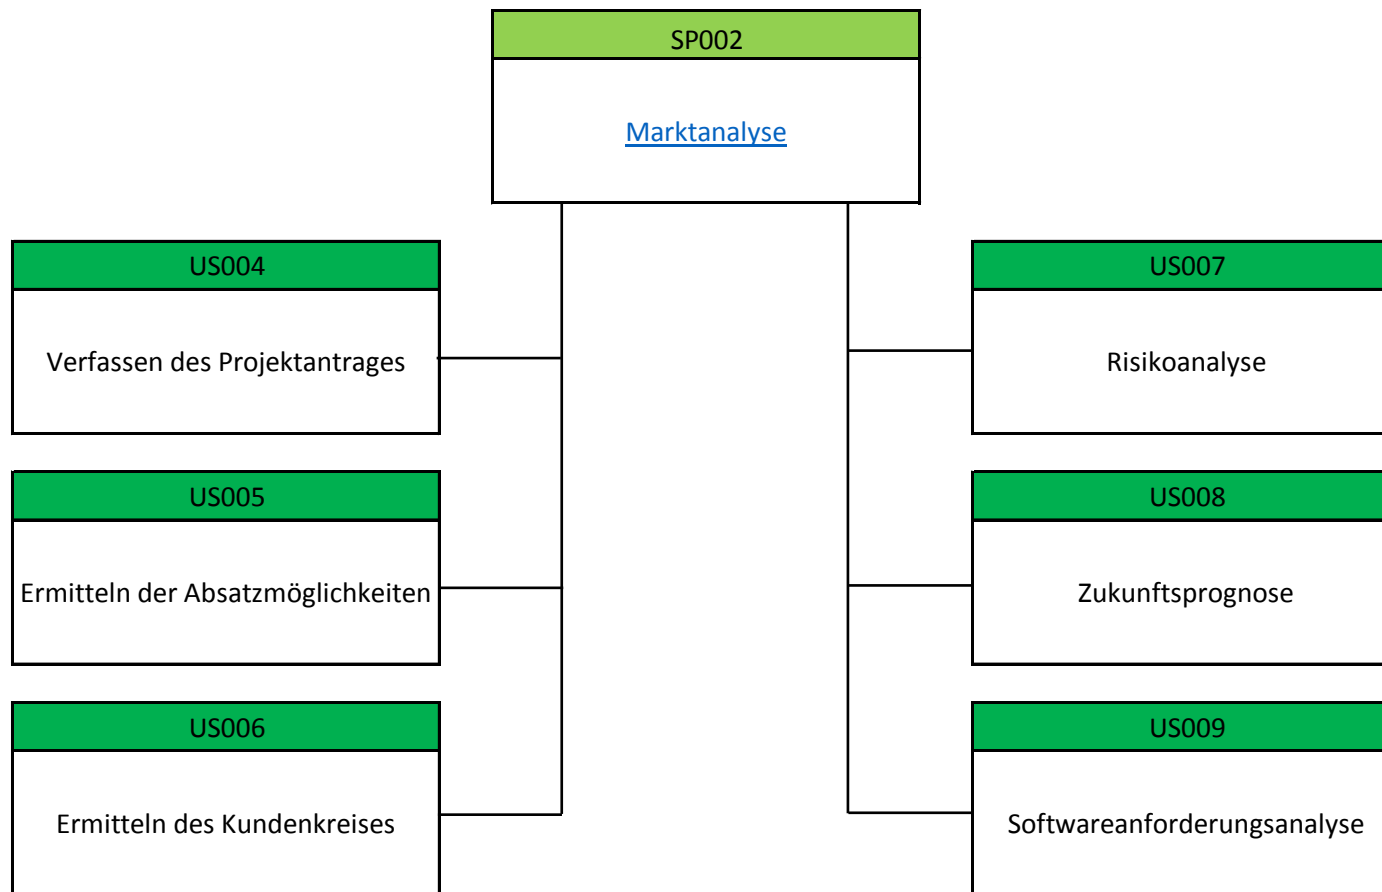 SP002
Marktanalyse
US004
Verfassen des Projektantrages
US005
Ermitteln der Absatzmöglichkeiten
US006
Ermitteln des Kundenkreises
US007
Risikoanalyse
US008
Zukunftsprognose
US009
Softwareanforderungsanalyse